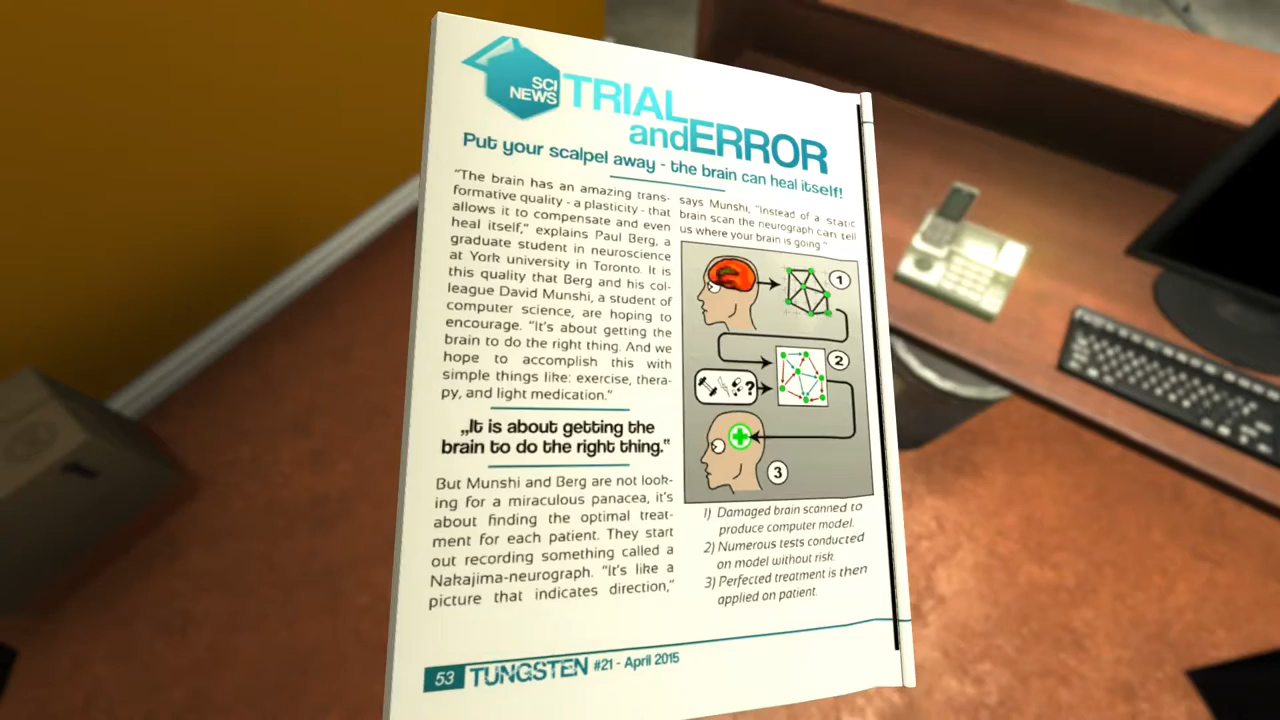 SCI
NEWS
TRIAL
andERROR
Put your scalpel away - the brain can heal itself!
"The brain has an amazing trans-
formative quality - a plasticity - that
allows it to compensate and even
heal itself," explains Paul Berg, a
graduate student in neuroscience
at York university in Toronto. It is
this quality that Berg and his col-
league David Munshi, a student of
computer science, are hoping to
encourage. "It's about getting the
brain to do the right thing. And we
hope to accomplish this with
simple things like: exercise, thera-
py, and light medication."
„It is about getting the
brain to do the right thing."
But Munshi and Berg are not look-
ing for a miraculous panacea, it's
about finding the optimal treat-
ment for each patient. They start
out recording something called a
Nakajima-neurograph. "It's like a
picture that indicates direction,"
says Munshi, "Instead of a static
brain scan the neurograph can tell
us where your brain is going."
1
2
?
3
1) Damaged brain scanned to
produce computer model.
2) Numerous tests conducted
on model without risk.
3) Perfected treatment is then
applied on patient.
53 TUNGSTEN #21 - April 2015